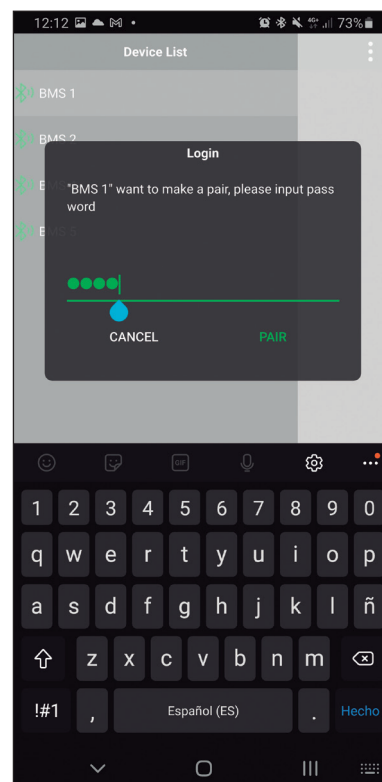 12:12 4G+ 73%
Device List
BMS 1
BMS 2
Login
"BMS 1" want to make a pair, please input pass
word
CANCEL PAIR
GIF
1 2 3 4 5 6 7 8 9 0
q w e r t y u i o p
a s d f g h j k l ñ
z x c v b n m
!#1 , Español (ES) . Hecho